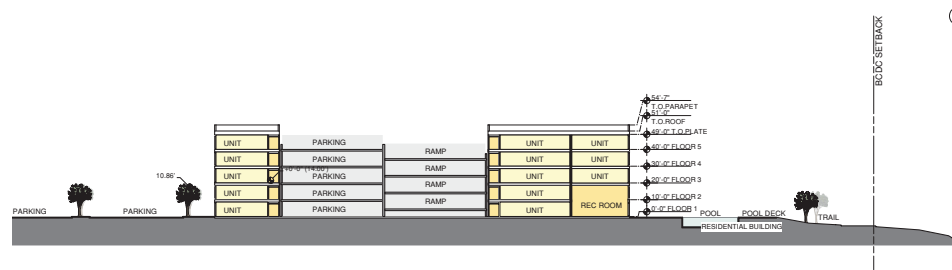 BCDC SETBACK
54'-7"
T.O.PARAPET
51'-0"
T.O.ROOF
49'-0" T.O.PLATE
UNIT PARKING UNIT UNIT
40'-0" FLOOR 5
RAMP
UNIT PARKING UNIT UNIT
30'-0" FLOOR 4
RAMP
UNIT PARKING UNIT UNIT
10.86'
20'-0" FLOOR 3
RAMP
UNIT PARKING UNIT REC ROOM
10'-0" FLOOR 2
RAMP
PARKING PARKING UNIT PARKING UNIT
0'-0" FLOOR 1
POOL POOL DECK TRAIL
RESIDENTIAL BUILDING